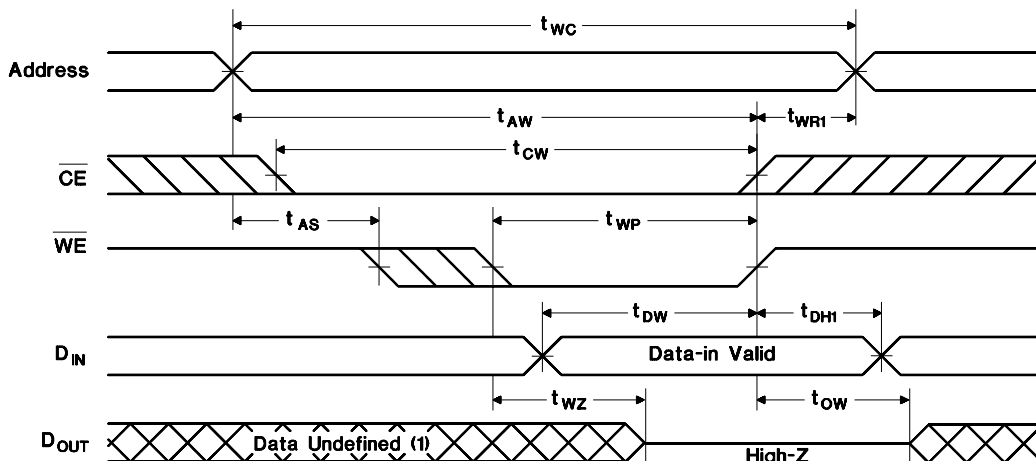 tWC
Address
tAW
tWR1
tCW
CE
tAS
tWP
WE
tDW
tDH1
DIN
Data-in Valid
tWZ
tOW
DOUT
Data Undefined (1)
High-Z